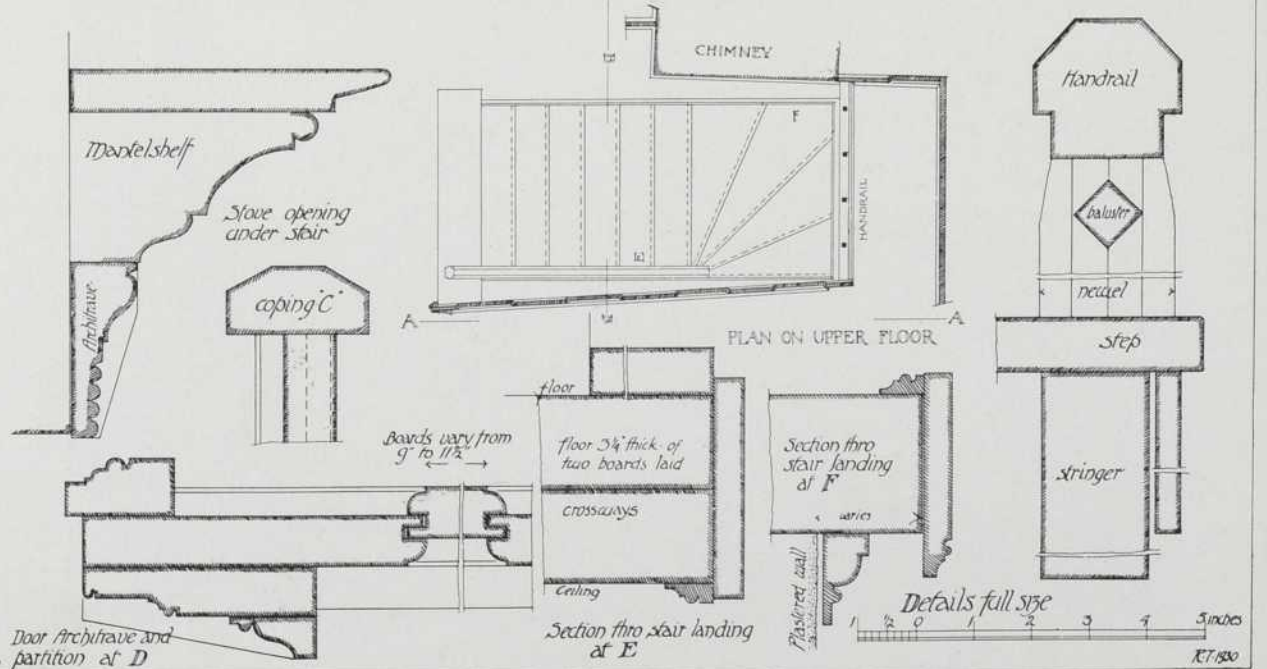 CHIMNEY
B
F
HANDRAIL
E
A
A
PLAN ON UPPER FLOOR
Mantelshelf
Stove opening
under stair
Architrave
coping "C"
Handrail
baluster
newel
step
stringer
Boards vary from
9" to 11½"
floor
floor 3¼" thick of
two boards laid
crossways
Ceiling
Section thro stair landing
at E
Section thro
stair landing
at F
varies
Plastered wall
Door Architrave and
partition at D
Details full size
1 ½ 0 1 2 3 4 5 inches